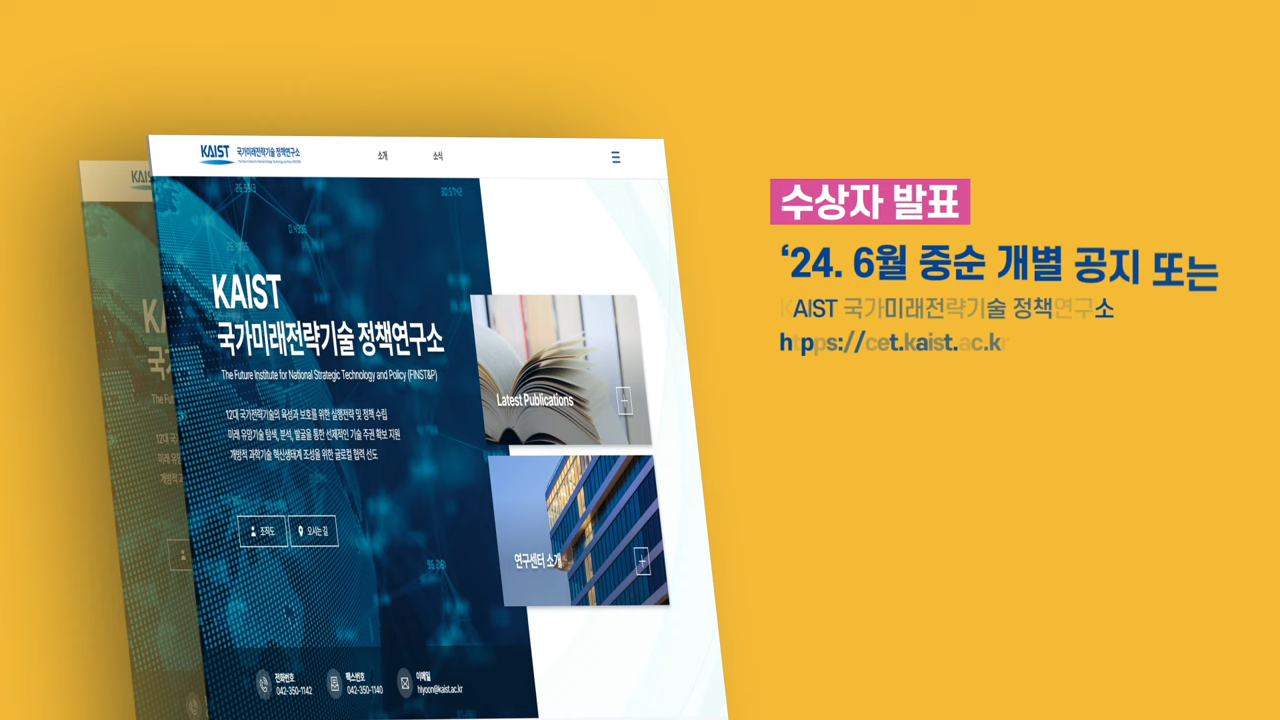 KAIST 국가미래전략기술 정책연구소
소개 소식
KAIST
국가미래전략기술 정책연구소
The Future Institute for National Strategic Technology and Policy (FINST&P)
12대 국가전략기술의 육성과 보호를 위한 실행전략 및 정책 수립
미래 유망기술 탐색, 분석, 발굴을 통한 선제적인 기술 주권 확보 지원
개방적 과학기술 혁신생태계 조성을 위한 글로컬 협력 선도
조직도 오시는 길
Latest Publications
연구센터 소개
전화번호
042-350-1142
팩스번호
042-350-1140
이메일
hlyoon@kaist.ac.kr
수상자 발표
‘24. 6월 중순 개별 공지 또는
KAIST 국가미래전략기술 정책연구소
https://cet.kaist.ac.kr